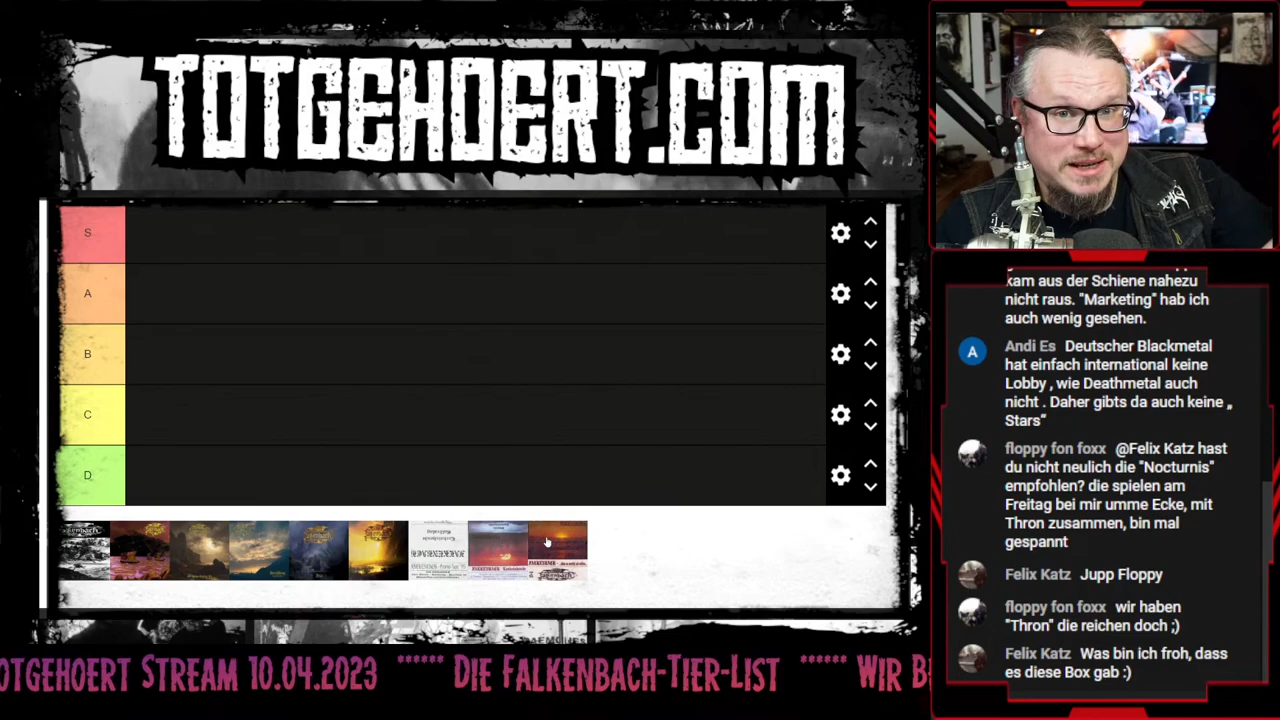 TOTGEHOERT.COM
S
A
B
C
D
TOTGEHOERT STREAM 10.04.2023 ****** DIE FALKENBACH-TIER-LIST ****** WIR
kam aus der Schiene nahezu
nicht raus. "Marketing" hab ich
auch wenig gesehen.
A
Andi Es Deutscher Blackmetal
hat einfach international keine
Lobby , wie Deathmetal auch
nicht . Daher gibts da auch keine „
Stars“
floppy fon foxx @Felix Katz hast
du nicht neulich die "Nocturnis"
empfohlen? die spielen am
Freitag bei mir umme Ecke, mit
Thron zusammen, bin mal
gespannt
Felix Katz Jupp Floppy
floppy fon foxx wir haben
"Thron" die reichen doch ;)
Felix Katz Was bin ich froh, dass
es diese Box gab :)